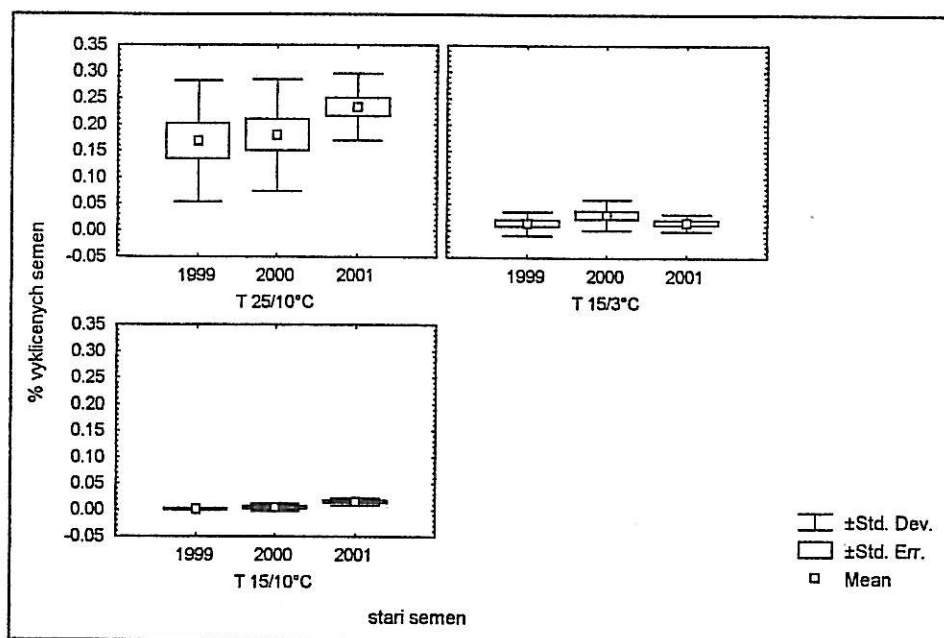 0.35
0.30
0.25
0.20
0.15
0.10
0.05
0.00
-0.05
1999 2000 2001
T 25/10°C
1999 2000 2001
T 15/3°C
% vyklicenych semen
0.35
0.30
0.25
0.20
0.15
0.10
0.05
0.00
-0.05
1999 2000 2001
T 15/10°C
stari semen
±Std. Dev.
±Std. Err.
Mean